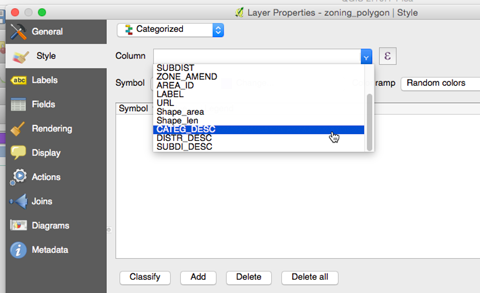 Layer Properties - zoning_polygon | Style
General
Style
Labels
Fields
Rendering
Display
Actions
Joins
Diagrams
Metadata
Categorized
Column
ε
Symbol
ramp
Random colors
Symbol
SUBDIST
ZONE_AMEND
AREA_ID
LABEL
URL
Shape_area
Shape_len
CATEG_DESC
DISTR_DESC
SUBDI_DESC
Classify
Add
Delete
Delete all